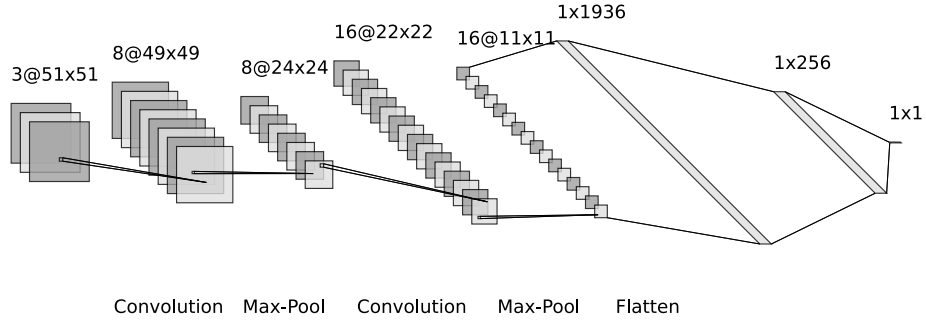 3@51x51
8@49x49
8@24x24
16@22x22
16@11x11
1x1936
1x256
1x1
Convolution
Max-Pool
Convolution
Max-Pool
Flatten